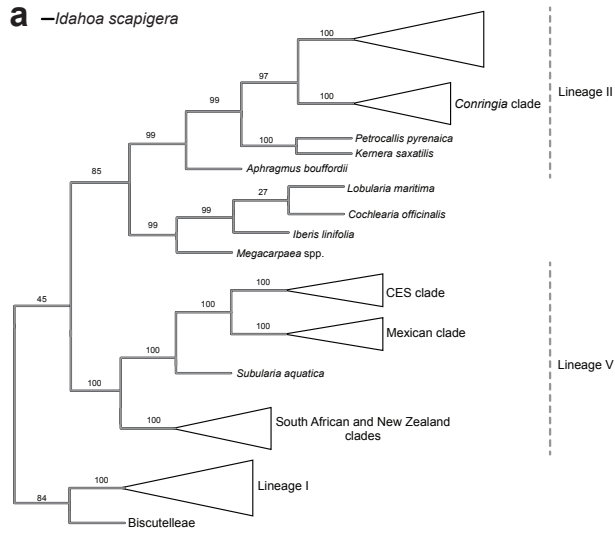 a –Idahoa scapigera
100
97
100
Conringia clade
Lineage II
99
100
Petrocallis pyrenaica
Kernera saxatilis
99
Aphragmus bouffordii
85
27
Lobularia maritima
99
Cochlearia officinalis
99
Iberis linifolia
Megacarpaea spp.
100
CES clade
100
45
100
Mexican clade
100
Lineage V
Subularia aquatica
100
100
South African and New Zealand
clades
100
Lineage I
84
Biscutelleae